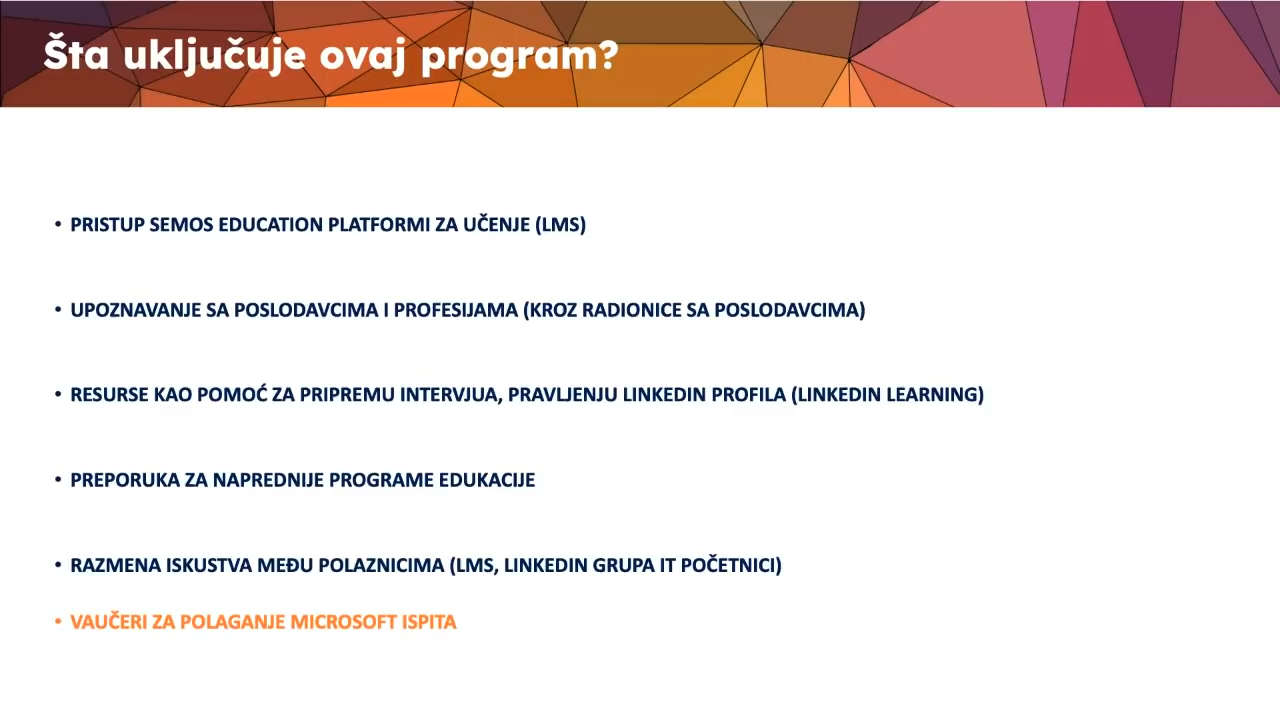 Šta uključuje ovaj program?
• PRISTUP SEMOS EDUCATION PLATFORMI ZA UČENJE (LMS)
• UPOZNAVANJE SA POSLODAVCIMA I PROFESIJAMA (KROZ RADIONICE SA POSLODAVCIMA)
• RESURSE KAO POMOĆ ZA PRIPREMU INTERVJUA, PRAVLJENJU LINKEDIN PROFILA (LINKEDIN LEARNING)
• PREPORUKA ZA NAPREDNIJE PROGRAME EDUKACIJE
• RAZMENA ISKUSTVA MEĐU POLAZNICIMA (LMS, LINKEDIN GRUPA IT POČETNICI)
• VAUČERI ZA POLAGANJE MICROSOFT ISPITA